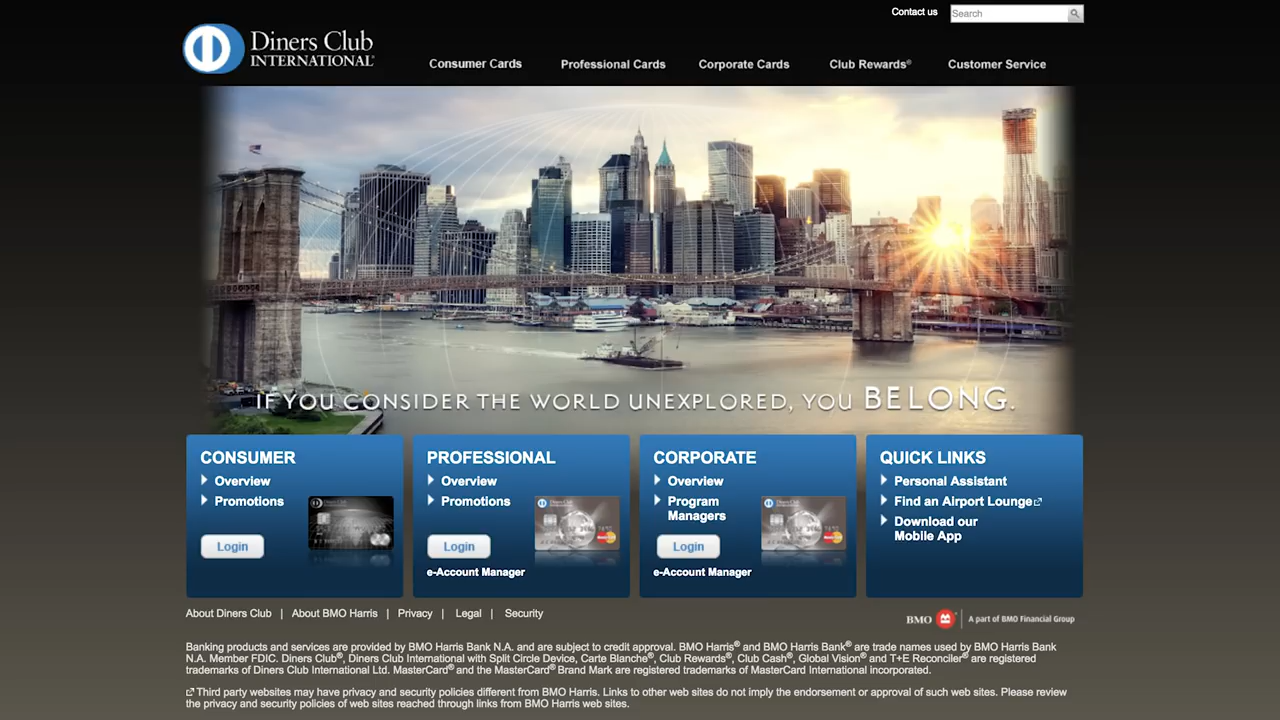 Contact us
Search
Diners Club
INTERNATIONAL®
Consumer Cards
Professional Cards
Corporate Cards
Club Rewards®
Customer Service
IF YOU CONSIDER THE WORLD UNEXPLORED, YOU BELONG.
CONSUMER
Overview
Promotions
Login
Diners Club
PROFESSIONAL
Overview
Promotions
Login
e-Account Manager
Diners Club
MasterCard
CORPORATE
Overview
Program
Managers
Login
e-Account Manager
Diners Club
MasterCard
QUICK LINKS
Personal Assistant
Find an Airport Lounge
Download our
Mobile App
About Diners Club | About BMO Harris | Privacy | Legal | Security
BMO | A part of BMO Financial Group
Banking products and services are provided by BMO Harris Bank N.A. and are subject to credit approval. BMO Harris® and BMO Harris Bank® are trade names used by BMO Harris Bank
N.A. Member FDIC. Diners Club®, Diners Club International with Split Circle Device, Carte Blanche®, Club Rewards®, Club Cash®, Global Vision® and T+E Reconciler® are registered
trademarks of Diners Club International Ltd. MasterCard® and the MasterCard® Brand Mark are registered trademarks of MasterCard International incorporated.
Third party websites may have privacy and security policies different from BMO Harris. Links to other web sites do not imply the endorsement or approval of such web sites. Please review
the privacy and security policies of web sites reached through links from BMO Harris web sites.